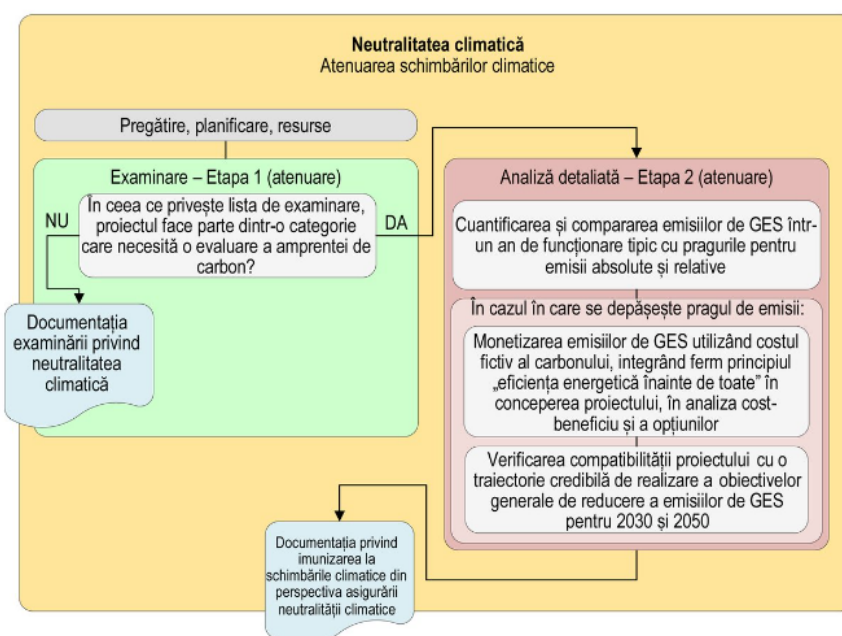 Neutralitatea climatică
Atenuarea schimbărilor climatice
Pregătire, planificare, resurse
Examinare – Etapa 1 (atenuare)
NU
În ceea ce privește lista de examinare,
proiectul face parte dintr-o categorie
care necesită o evaluare a amprentei de
carbon?
DA
Documentația
examinării privind
neutralitatea
climatică
Analiză detaliată – Etapa 2 (atenuare)
Cuantificarea și compararea emisiilor de GES într-
un an de funcționare tipic cu pragurile pentru
emisii absolute și relative
În cazul în care se depășește pragul de emisii:
Monetizarea emisiilor de GES utilizând costul
fictiv al carbonului, integrând ferm principiul
„eficiența energetică înainte de toate” în
conceperea proiectului, în analiza cost-
beneficiu și a opțiunilor
Verificarea compatibilității proiectului cu o
traiectorie credibilă de realizare a obiectivelor
generale de reducere a emisiilor de GES
pentru 2030 și 2050
Documentația privind
imunizarea la
schimbările climatice din
perspectiva asigurării
neutralității climatice